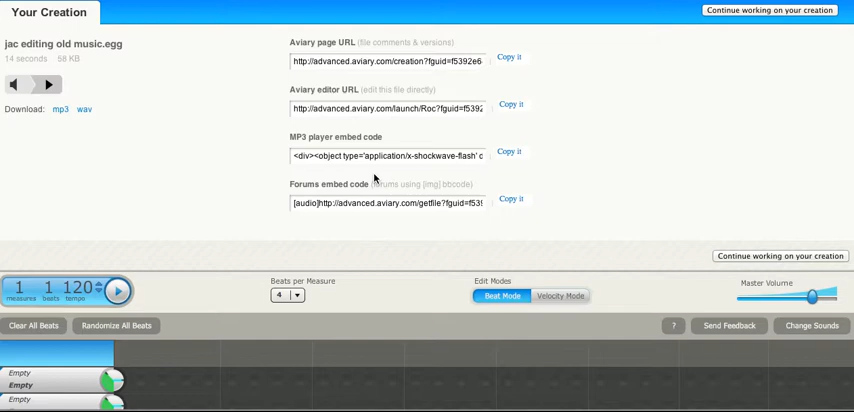 Your Creation
Continue working on your creation
jac editing old music.egg
14 seconds 58 KB
Download: mp3 wav
Aviary page URL (file comments & versions)
http://advanced.aviary.com/creation?fguid=f5392e6
Copy it
Aviary editor URL (edit this file directly)
http://advanced.aviary.com/launch/Roc?fguid=f5392
Copy it
MP3 player embed code
<div><object type='application/x-shockwave-flash' c
Copy it
Forums embed code (forums using [img] bbcode)
[audio]http://advanced.aviary.com/getfile?fguid=f539
Copy it
Continue working on your creation
1 1 120
measures beats tempo
Beats per Measure
4
Edit Modes
Beat Mode Velocity Mode
Master Volume
Clear All Beats Randomize All Beats ? Send Feedback Change Sounds
Empty
Empty
Empty